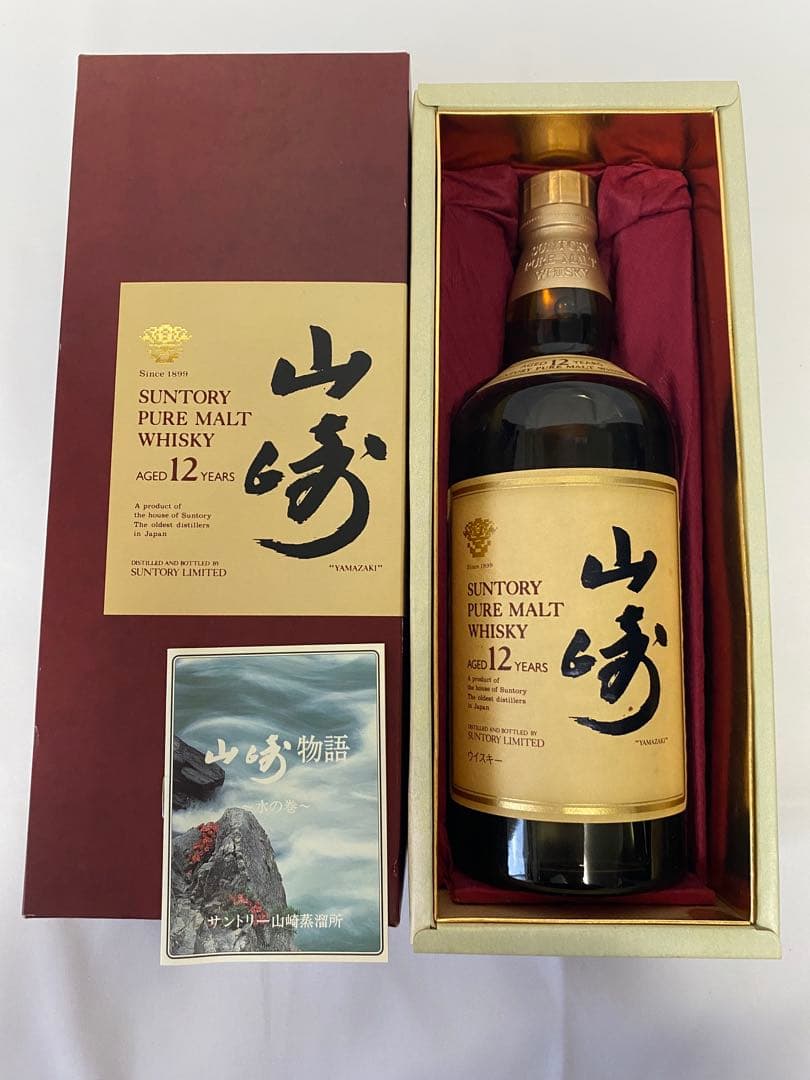 Since 1899
SUNTORY
PURE MALT
WHISKY
AGED 12 YEARS
A product of
the house of Suntory
The oldest distillers
in Japan
DISTILLED AND BOTTLED BY
SUNTORY LIMITED
山崎
"YAMAZAKI"
山崎物語
~水の巻~
サントリー山崎蒸溜所
SUNTORY
PURE MALT
WHISKY
AGED 12 YEARS
PURE MALT
Since 1899
SUNTORY
PURE MALT
WHISKY
AGED 12 YEARS
A product of
the house of Suntory
The oldest distillers
in Japan
DISTILLED AND BOTTLED BY
SUNTORY LIMITED
ウイスキー
山崎
"YAMAZAKI"